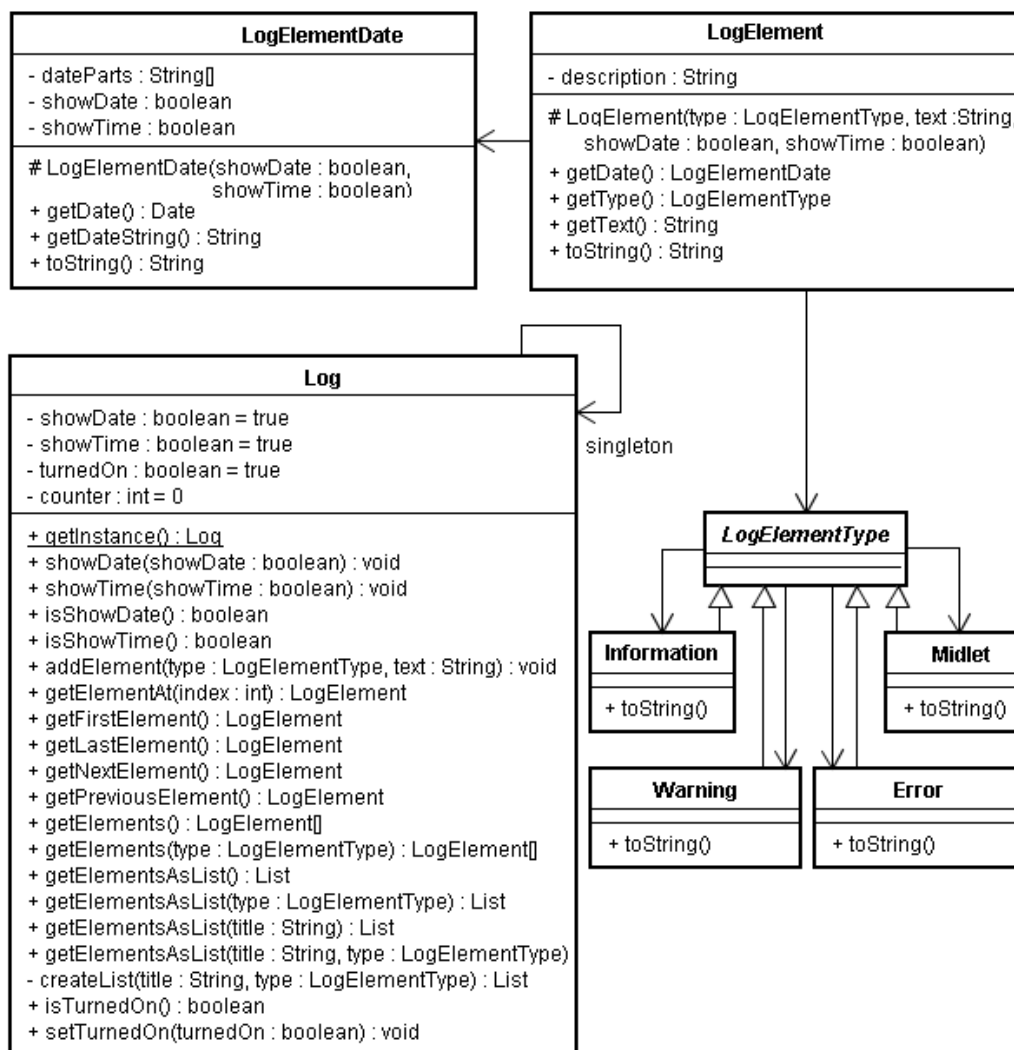 LogElementDate
- dateParts : String[]
- showDate : boolean
- showTime : boolean
# LogElementDate(showDate : boolean,
showTime : boolean)
+ getDate() : Date
+ getDateString() : String
+ toString() : String
LogElement
- description : String
# LogElement(type : LogElementType, text :String,
showDate : boolean, showTime : boolean)
+ getDate() : LogElementDate
+ getType() : LogElementType
+ getText() : String
+ toString() : String
Log
- showDate : boolean = true
- showTime : boolean = true
- turnedOn : boolean = true
- counter : int = 0
+ getInstance() : Log
+ showDate(showDate : boolean) : void
+ showTime(showTime : boolean) : void
+ isShowDate() : boolean
+ isShowTime() : boolean
+ addElement(type : LogElementType, text : String) : void
+ getElementAt(index : int) : LogElement
+ getFirstElement() : LogElement
+ getLastElement() : LogElement
+ getNextElement() : LogElement
+ getPreviousElement() : LogElement
+ getElements() : LogElement[]
+ getElements(type : LogElementType) : LogElement[]
+ getElementsAsList() : List
+ getElementsAsList(type : LogElementType) : List
+ getElementsAsList(title : String) : List
+ getElementsAsList(title : String, type : LogElementType)
- createList(title : String, type : LogElementType) : List
+ isTurnedOn() : boolean
+ setTurnedOn(turnedOn : boolean) : void
singleton
LogElementType
Information
+ toString()
Midlet
+ toString()
Warning
+ toString()
Error
+ toString()